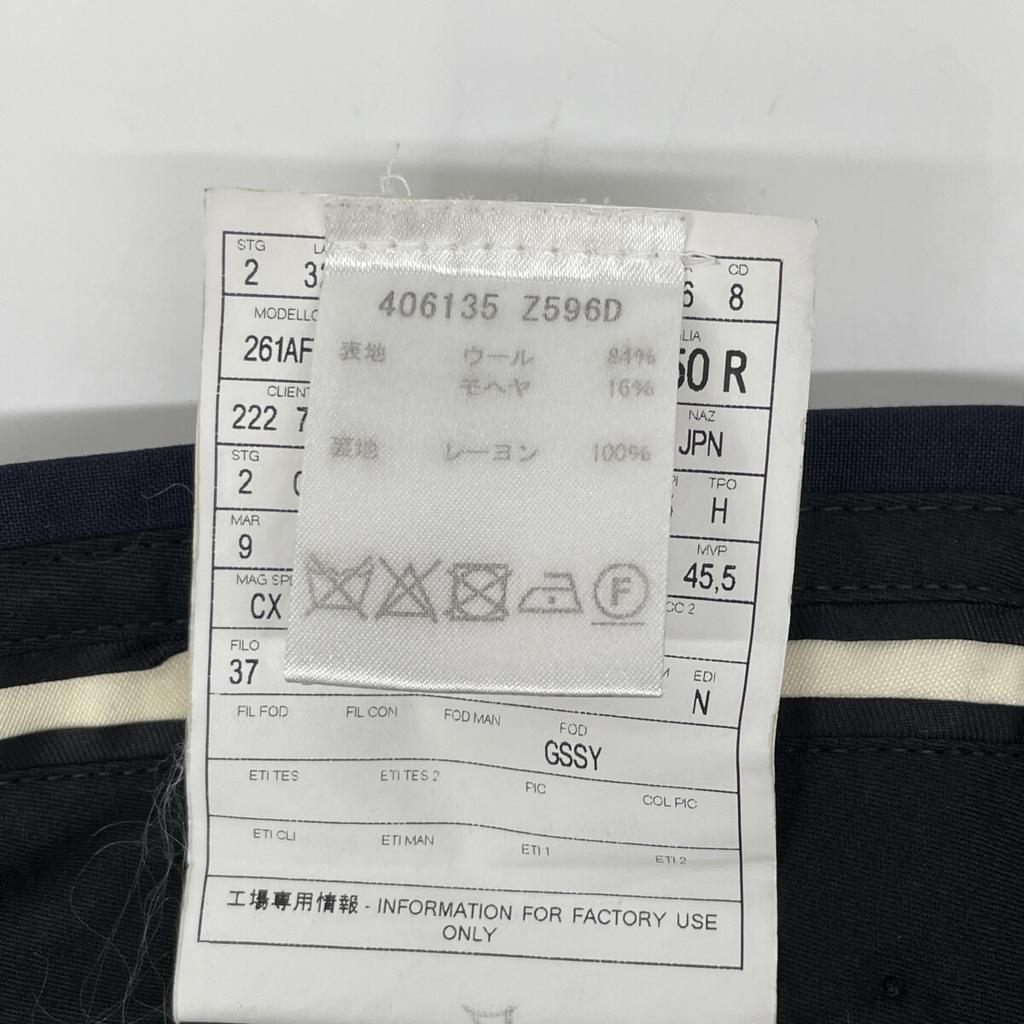 STG
CD
2
8
406135 Z596D
MODELLO
261AF
50 R
表地 ウール 84%
モヘヤ 16%
CLIENT
NAZ
222 7
JPN
裏地 レーヨン 100%
STG
TPO
2
H
MAR
MVP
9
45,5
MAG SPE
CC 2
CX
F
FILO
EDI
37
N
FIL FOD FIL CON FOD MAN FOD
GSSY
ETI TES ETI TES 2 PIC COL PIC
ETI CLI ETI MAN ETI 1 ETI 2
工場専用情報 - INFORMATION FOR FACTORY USE
ONLY